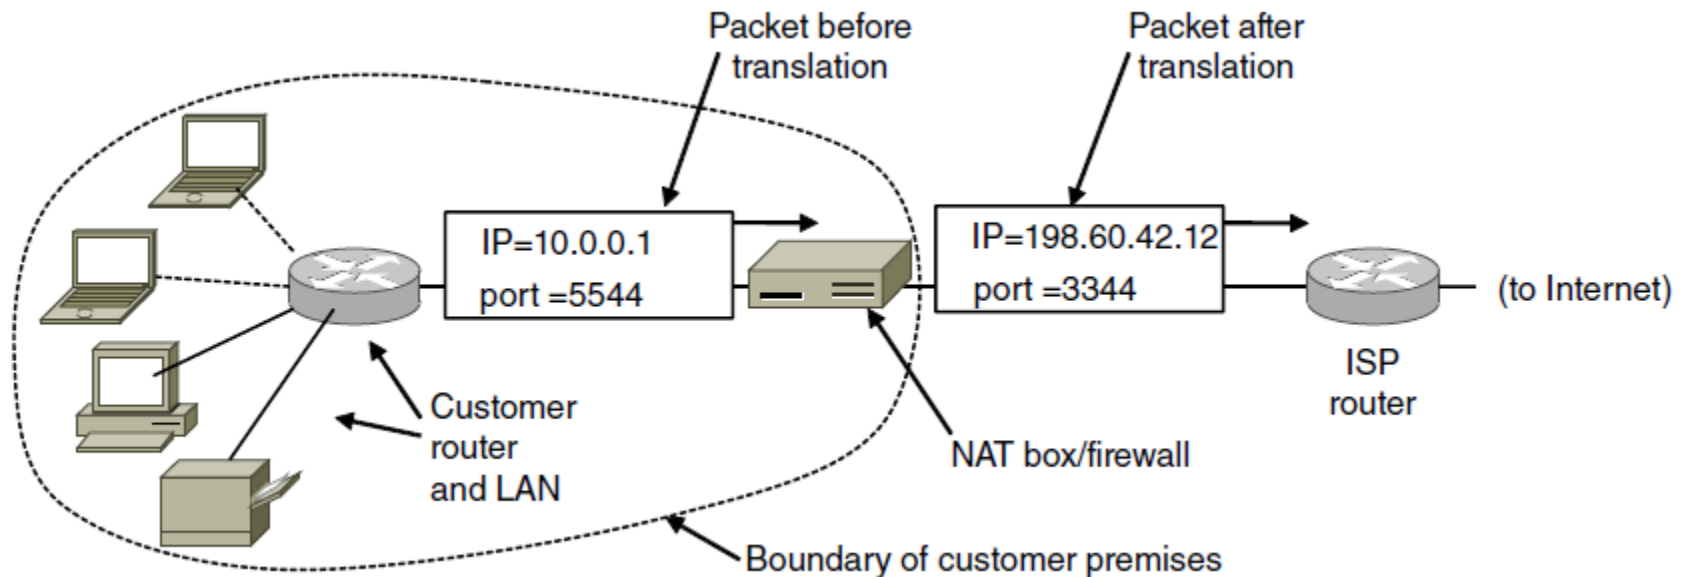 Packet before
translation
Packet after
translation
IP=10.0.0.1
port =5544
IP=198.60.42.12
port =3344
(to Internet)
ISP
router
Customer
router
and LAN
NAT box/firewall
Boundary of customer premises